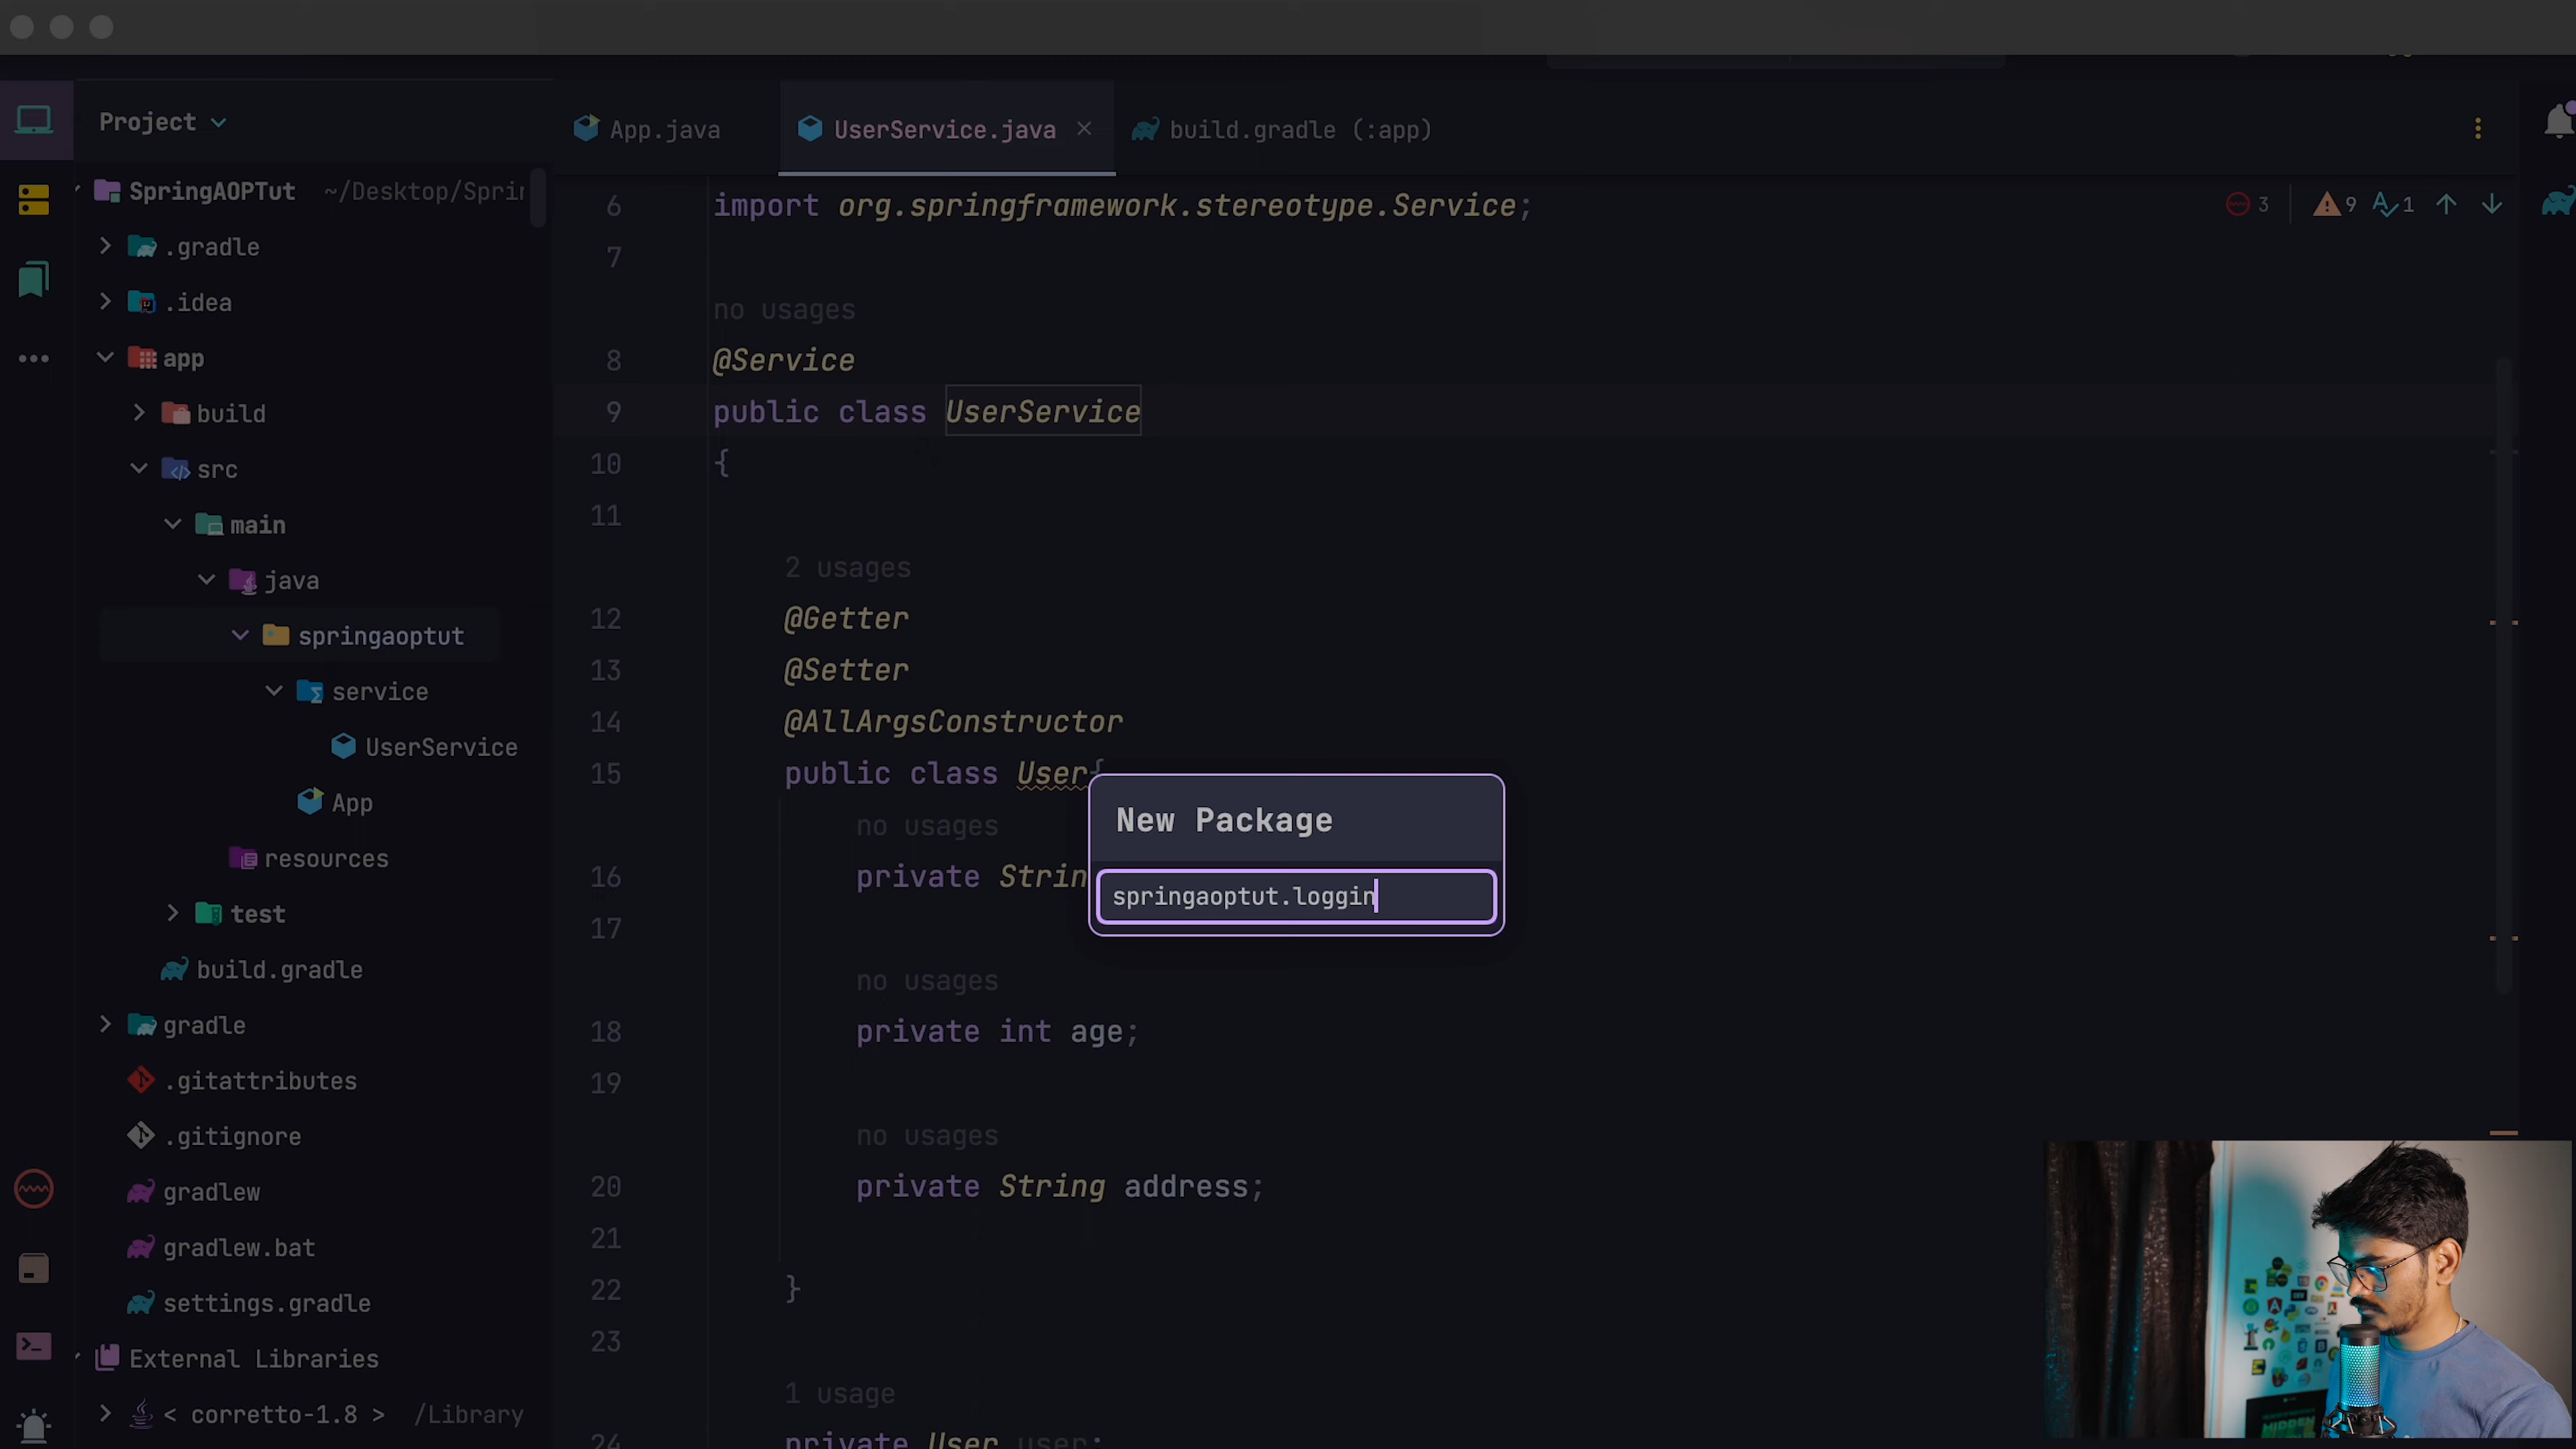 Project
SpringAOPTut ~/Desktop/Sprin
.gradle
.idea
app
build
src
main
java
springaoptut
service
UserService
App
resources
test
build.gradle
gradle
.gitattributes
.gitignore
gradlew
gradlew.bat
settings.gradle
External Libraries
< corretto-1.8 > /Library
App.java
UserService.java
build.gradle (:app)
3 9 1
6 import org.springframework.stereotype.Service;
7
no usages
8 @Service
9 public class UserService
10 {
11
2 usages
12 @Getter
13 @Setter
14 @AllArgsConstructor
15 public class User{
no usages
16 private Strin
17
no usages
18 private int age;
19
no usages
20 private String address;
21
22 }
23
1 usage
24 private User user;
New Package
springaoptut.loggin